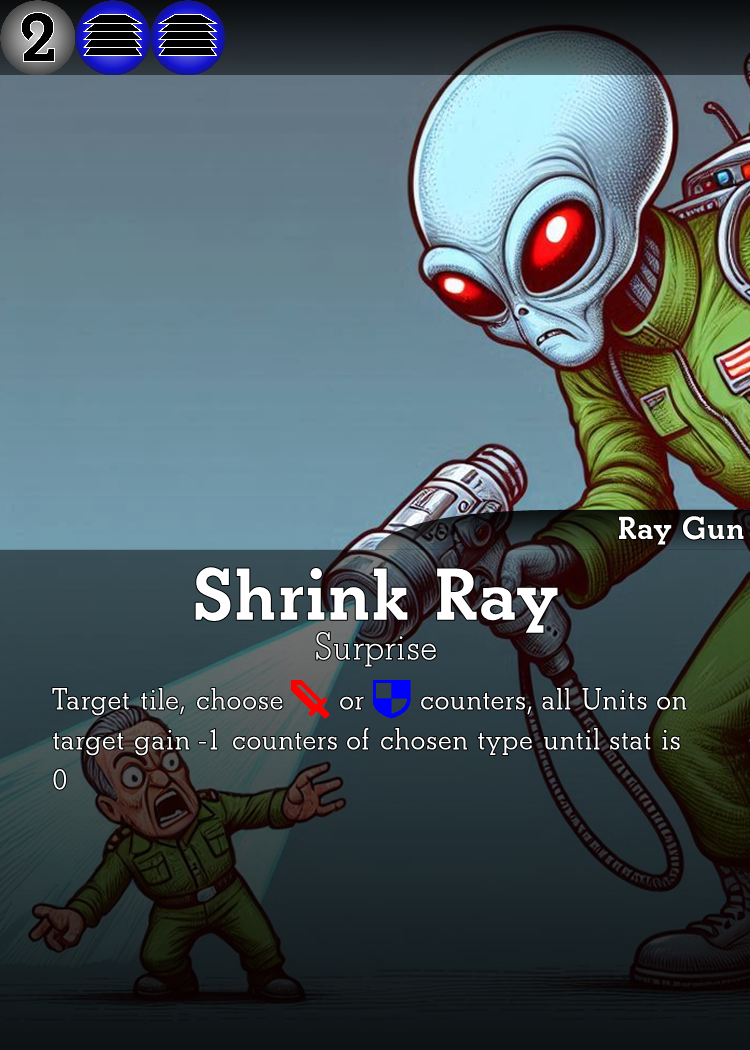 2
Ray Gun
Shrink Ray
Surprise
Target tile, choose or counters, all Units on
target gain -1 counters of chosen type until stat is
0